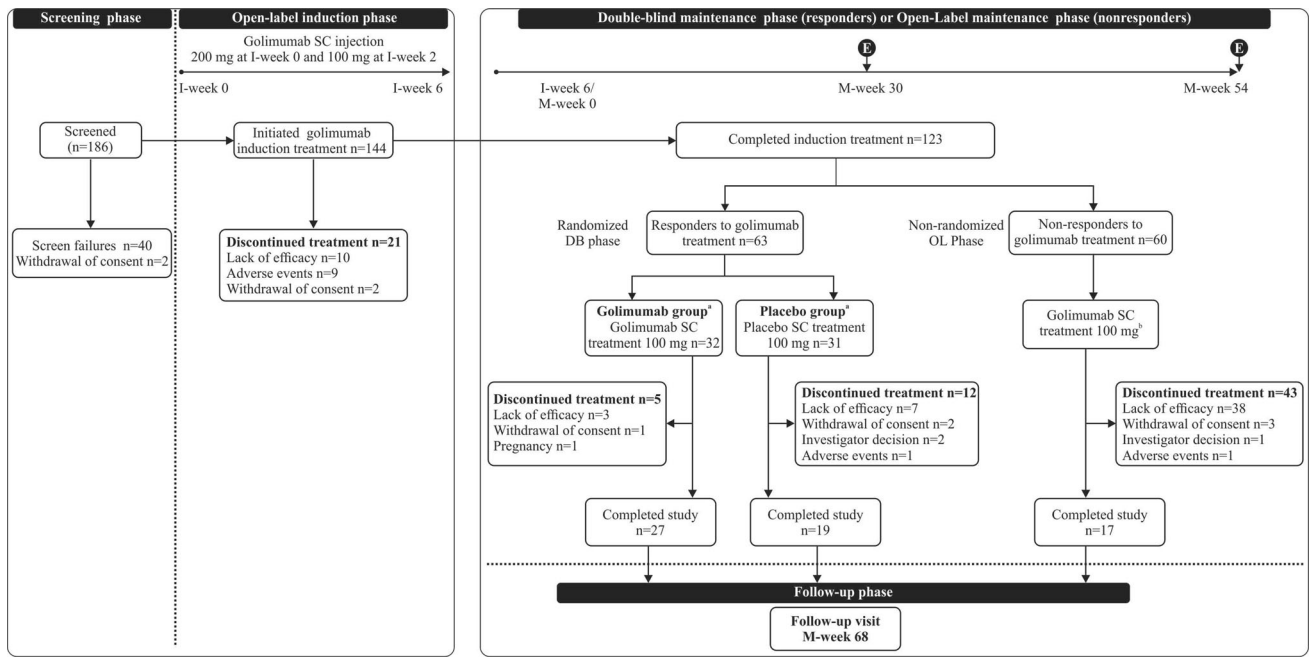 Screening phase
Open-label induction phase
Double-blind maintenance phase (responders) or Open-Label maintenance phase (nonresponders)
Golimumab SC injection
200 mg at I-week 0 and 100 mg at I-week 2
I-week 0
I-week 6
E
E
I-week 6/
M-week 0
M-week 30
M-week 54
Screened
(n=186)
Initiated golimumab
induction treatment n=144
Completed induction treatment n=123
Screen failures n=40
Withdrawal of consent n=2
Discontinued treatment n=21
Lack of efficacy n=10
Adverse events n=9
Withdrawal of consent n=2
Randomized
DB phase
Responders to golimumab
treatment n=63
Non-randomized
OL Phase
Non-responders to
golimumab treatment n=60
Golimumab groupᵃ
Golimumab SC
treatment 100 mg n=32
Placebo groupᵃ
Placebo SC treatment
100 mg n=31
Golimumab SC
treatment 100 mgᵇ
Discontinued treatment n=5
Lack of efficacy n=3
Withdrawal of consent n=1
Pregnancy n=1
Discontinued treatment n=12
Lack of efficacy n=7
Withdrawal of consent n=2
Investigator decision n=2
Adverse events n=1
Discontinued treatment n=43
Lack of efficacy n=38
Withdrawal of consent n=3
Investigator decision n=1
Adverse events n=1
Completed study
n=27
Completed study
n=19
Completed study
n=17
Follow-up phase
Follow-up visit
M-week 68